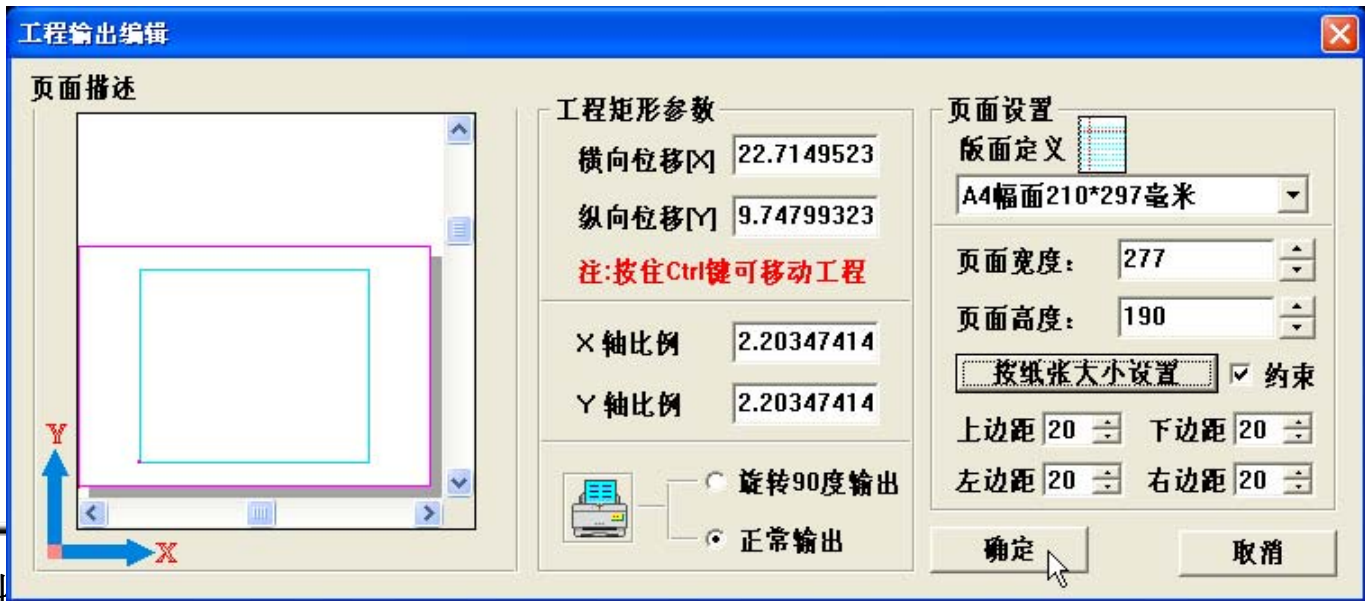 工程输出编辑
页面描述
Y
X
工程矩形参数
横向位移[X] 22.7149523
纵向位移[Y] 9.74799323
注:按住Ctrl键可移动工程
X 轴比例 2.20347414
Y 轴比例 2.20347414
旋转90度输出
正常输出
页面设置
版面定义
A4幅面210*297毫米
页面宽度： 277
页面高度： 190
按纸张大小设置 约束
上边距 20 下边距 20
左边距 20 右边距 20
确定 取消